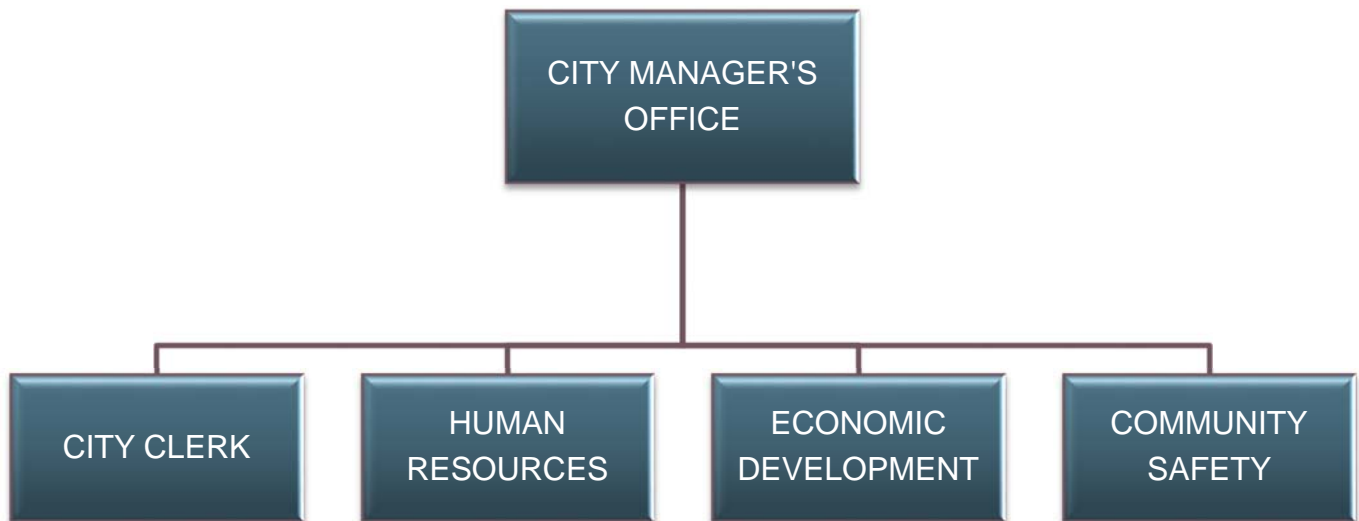 CITY MANAGER'S
OFFICE
CITY CLERK
HUMAN
RESOURCES
ECONOMIC
DEVELOPMENT
COMMUNITY
SAFETY